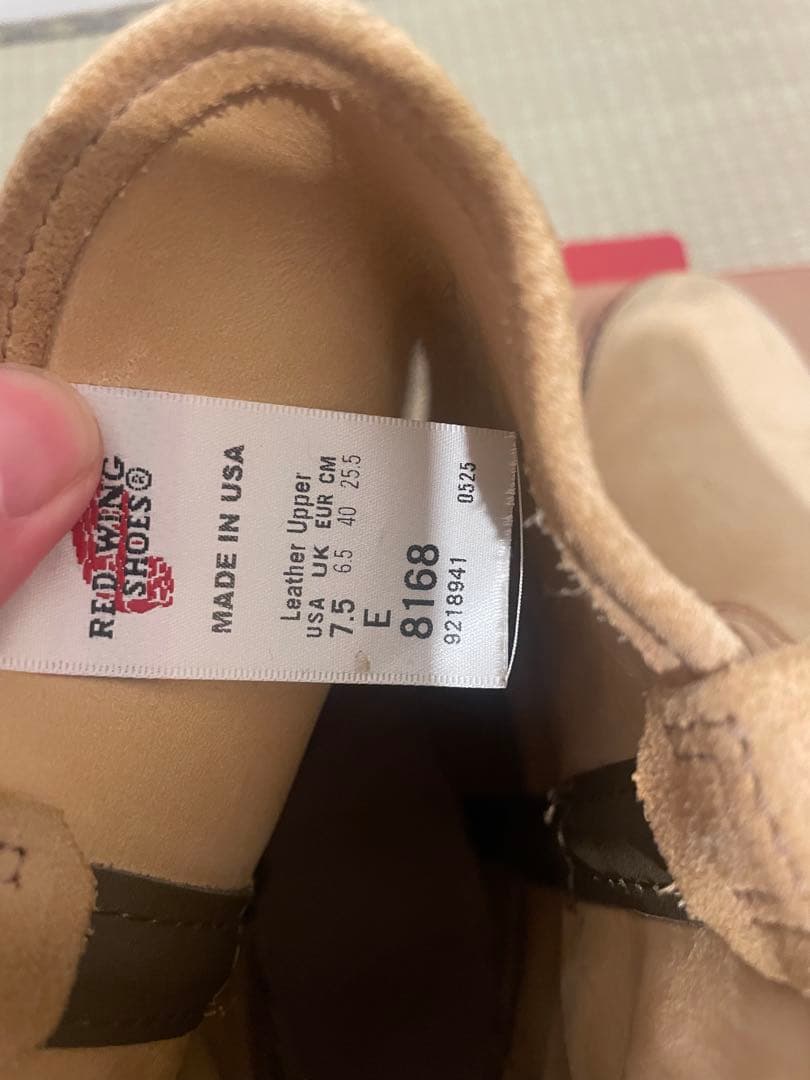 RED WING
SHOES®
MADE IN USA
Leather Upper
USA UK EUR CM
7.5 6.5 40 25.5
E
8168
9218941 0525